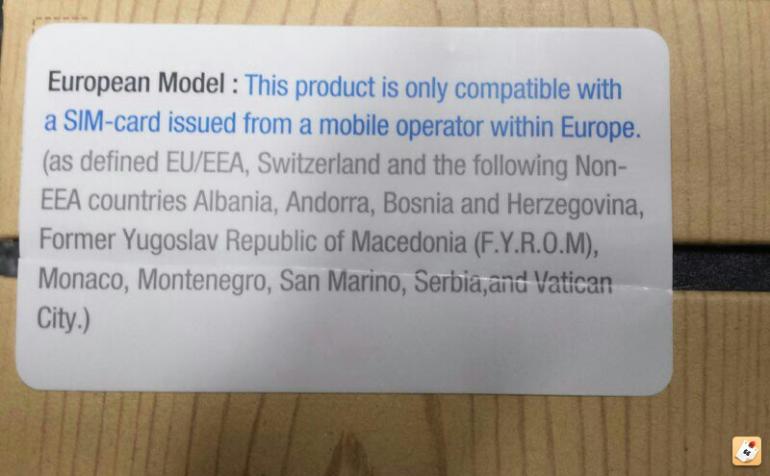 European Model : This product is only compatible with
a SIM-card issued from a mobile operator within Europe.
(as defined EU/EEA, Switzerland and the following Non-
EEA countries Albania, Andorra, Bosnia and Herzegovina,
Former Yugoslav Republic of Macedonia (F.Y.R.O.M),
Monaco, Montenegro, San Marino, Serbia,and Vatican
City.)